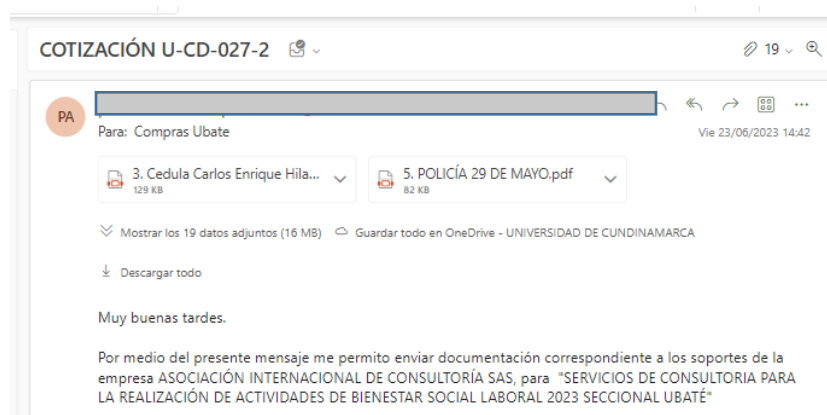 COTIZACIÓN U-CD-027-2
19
PA
Para: Compras Ubate
Vie 23/06/2023 14:42
3. Cedula Carlos Enrique Hila...
129 KB
5. POLICÍA 29 DE MAYO.pdf
82 KB
Mostrar los 19 datos adjuntos (16 MB)
Guardar todo en OneDrive - UNIVERSIDAD DE CUNDINAMARCA
Descargar todo
Muy buenas tardes.
Por medio del presente mensaje me permito enviar documentación correspondiente a los soportes de la
empresa ASOCIACIÓN INTERNACIONAL DE CONSULTORÍA SAS, para "SERVICIOS DE CONSULTORIA PARA
LA REALIZACIÓN DE ACTIVIDADES DE BIENESTAR SOCIAL LABORAL 2023 SECCIONAL UBATÉ"